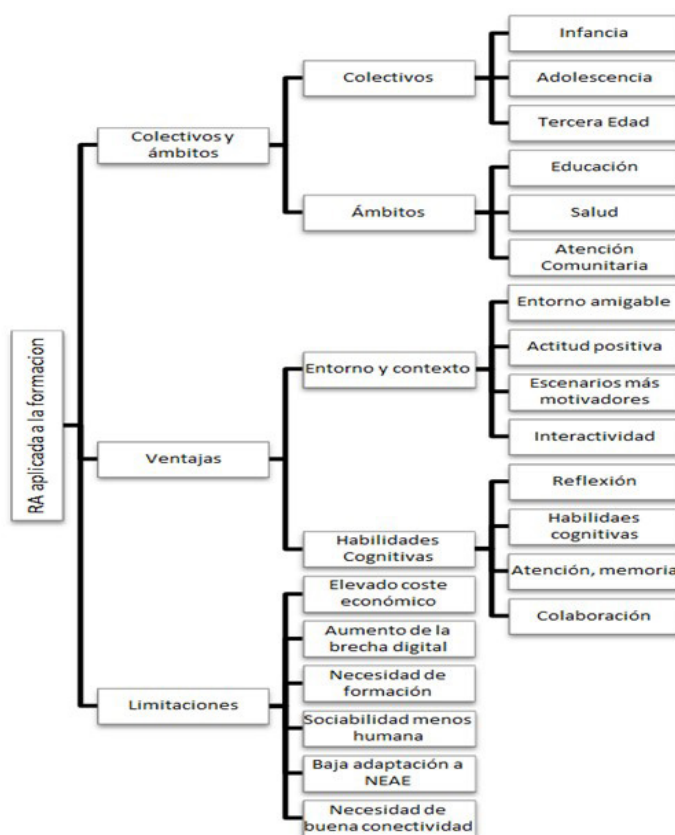 RA aplicada a la formacion
Colectivos y
ámbitos
Colectivos
Infancia
Adolescencia
Tercera Edad
Ámbitos
Educación
Salud
Atención
Comunitaria
Ventajas
Entorno y contexto
Entorno amigable
Actitud positiva
Escenarios más
motivadores
Interactividad
Habilidades
Cognitivas
Reflexión
Habilidaes
cognitivas
Atención, memoria
Colaboración
Limitaciones
Elevado coste
económico
Aumento de la
brecha digital
Necesidad de
formación
Sociabilidad menos
humana
Baja adaptación a
NEAE
Necesidad de
buena conectividad